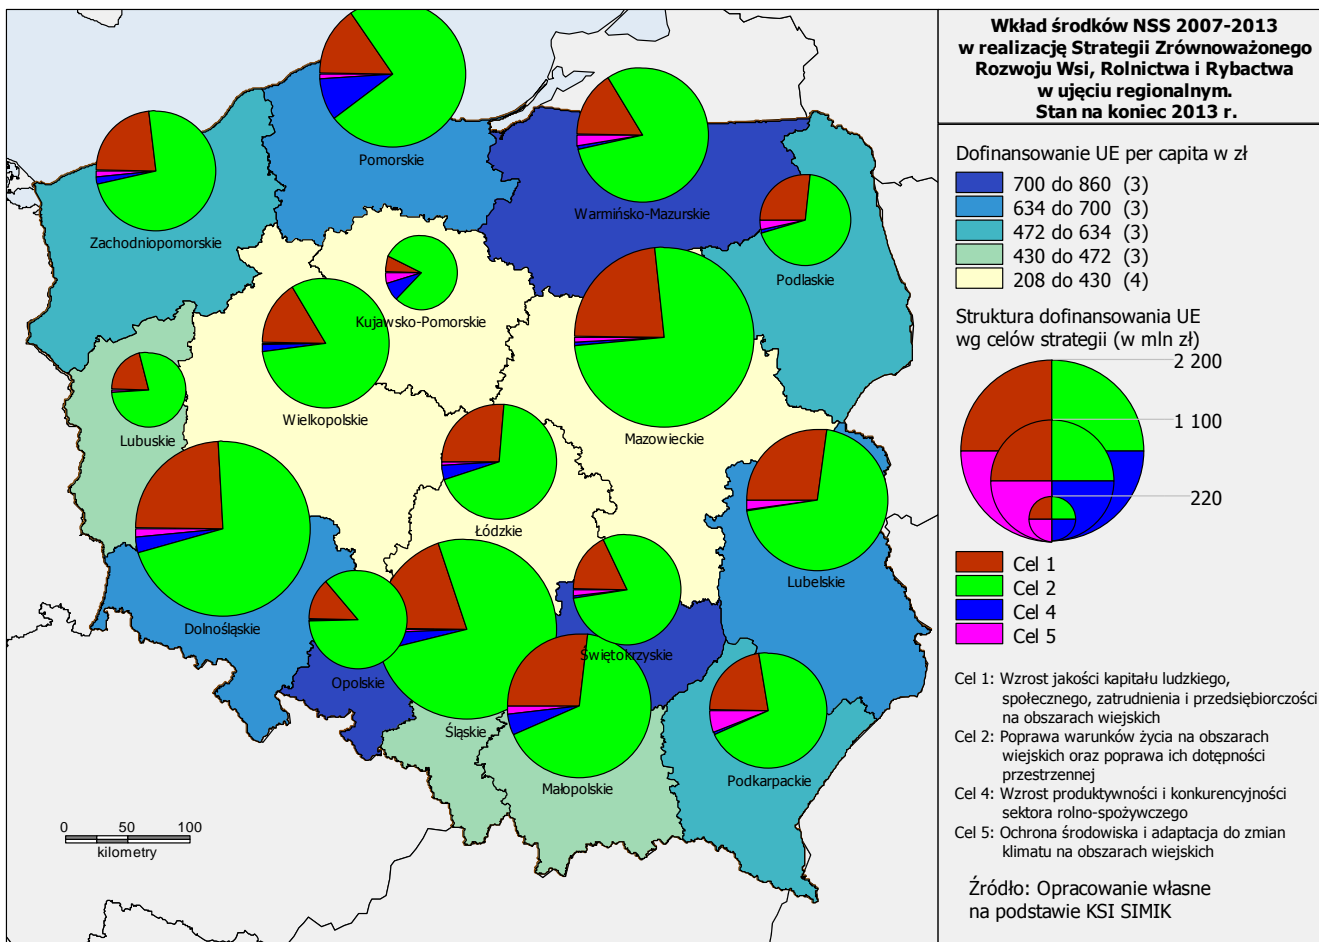 Wkład środków NSS 2007-2013
w realizację Strategii Zrównoważonego
Rozwoju Wsi, Rolnictwa i Rybactwa
w ujęciu regionalnym.
Stan na koniec 2013 r.
Dofinansowanie UE per capita w zł
700 do 860 (3)
634 do 700 (3)
472 do 634 (3)
430 do 472 (3)
208 do 430 (4)
Struktura dofinansowania UE
wg celów strategii (w mln zł)
2 200
1 100
220
Cel 1
Cel 2
Cel 4
Cel 5
Cel 1: Wzrost jakości kapitału ludzkiego,
społecznego, zatrudnienia i przedsiębiorczości
na obszarach wiejskich
Cel 2: Poprawa warunków życia na obszarach
wiejskich oraz poprawa ich dotępności
przestrzennej
Cel 4: Wzrost produktywności i konkurencyjności
sektora rolno-spożywczego
Cel 5: Ochrona środowiska i adaptacja do zmian
klimatu na obszarach wiejskich
Źródło: Opracowanie własne
na podstawie KSI SIMIK
Pomorskie
Warmińsko-Mazurskie
Zachodniopomorskie
Podlaskie
Kujawsko-Pomorskie
Wielkopolskie
Lubuskie
Mazowieckie
Łódzkie
Lubelskie
Dolnośląskie
Świętokrzyskie
Opolskie
Śląskie
Małopolskie
Podkarpackie
0 50 100
kilometry